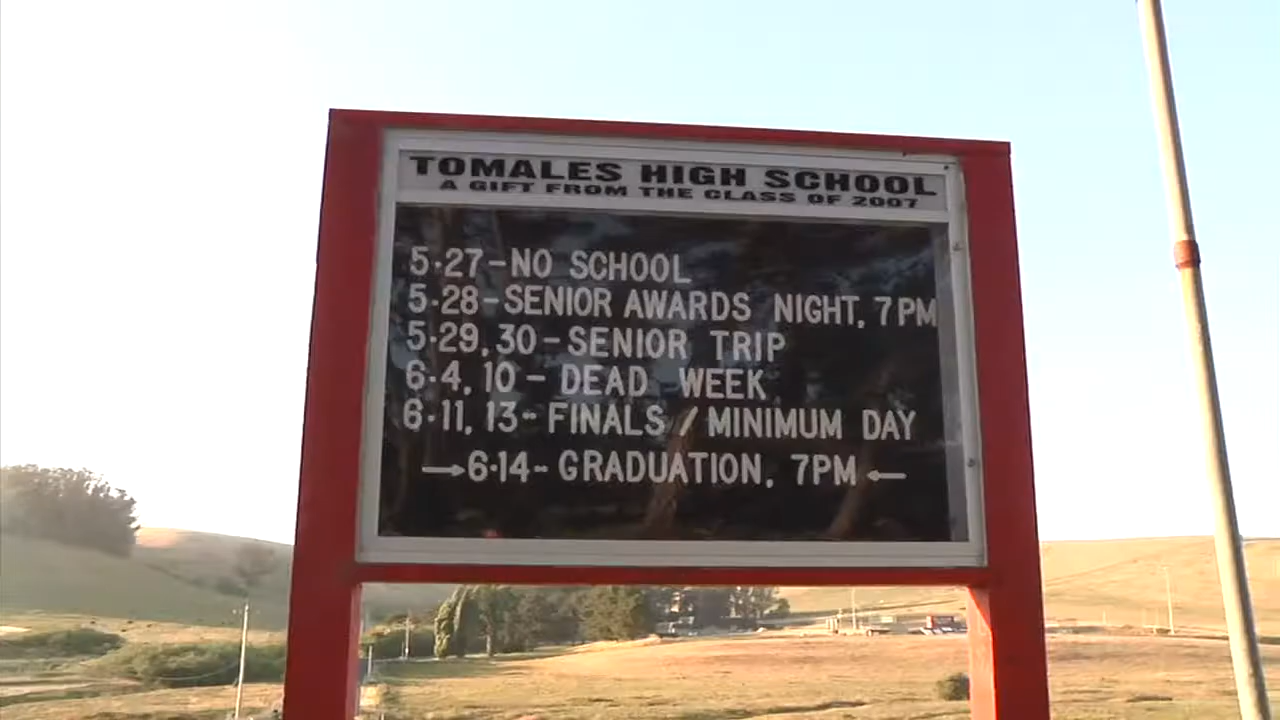 TOMALES HIGH SCHOOL
A GIFT FROM THE CLASS OF 2007
5·27-NO SCHOOL
5·28-SENIOR AWARDS NIGHT, 7PM
5·29,30-SENIOR TRIP
6·4, 10- DEAD WEEK
6·11, 13- FINALS / MINIMUM DAY
→6·14- GRADUATION, 7PM←